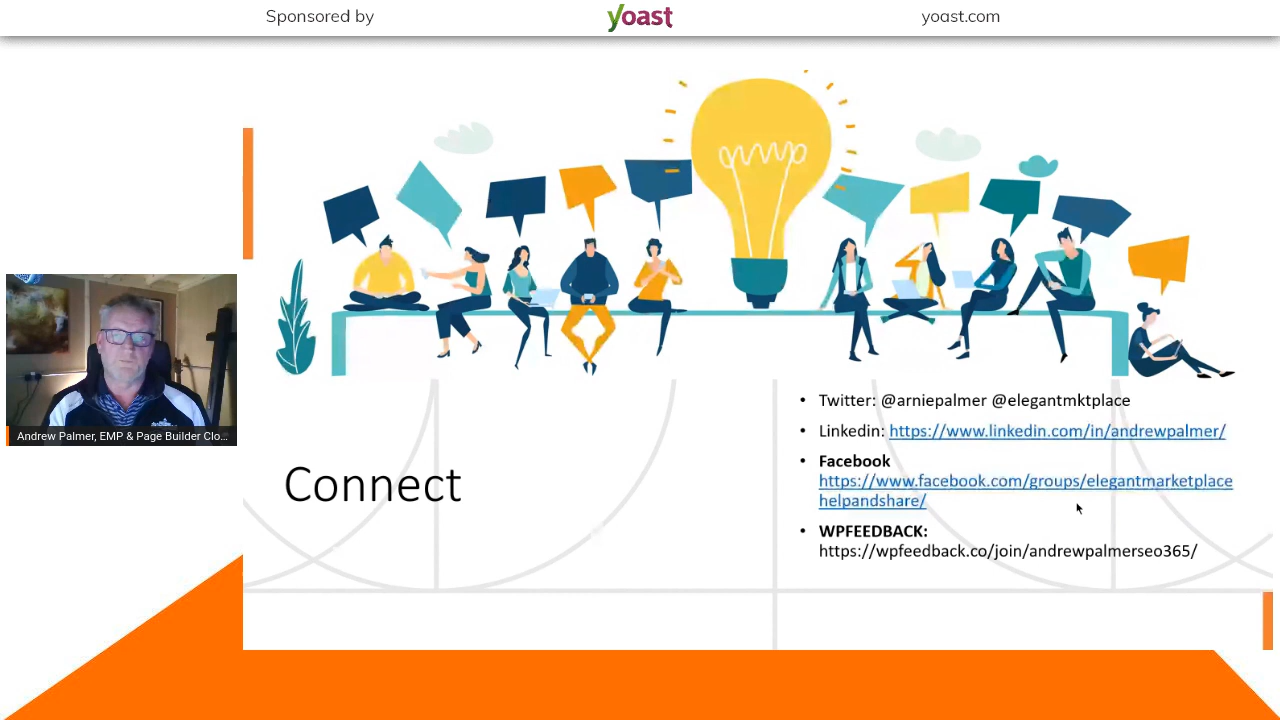 Sponsored by
yoast
yoast.com
Andrew Palmer, EMP & Page Builder Clo...
Connect
• Twitter: @arniepalmer @elegantmktplace
• Linkedin: https://www.linkedin.com/in/andrewpalmer/
• Facebook
https://www.facebook.com/groups/elegantmarketplace
helpandshare/
• WPFEEDBACK:
https://wpfeedback.co/join/andrewpalmerseo365/